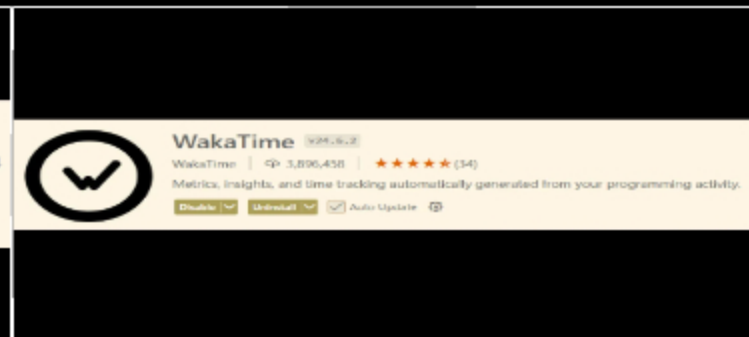 WakaTime v24.6.2
WakaTime 3,896,458 (34)
Metrics, insights, and time tracking automatically generated from your programming activity.
Disable Uninstall Auto Update